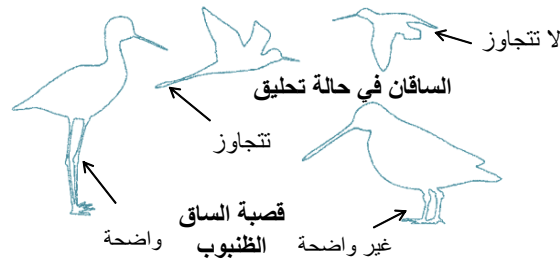 لا تتجاوز
الساقان في حالة تحليق
تتجاوز
قصبة الساق
الظنبوب
واضحة
غير واضحة